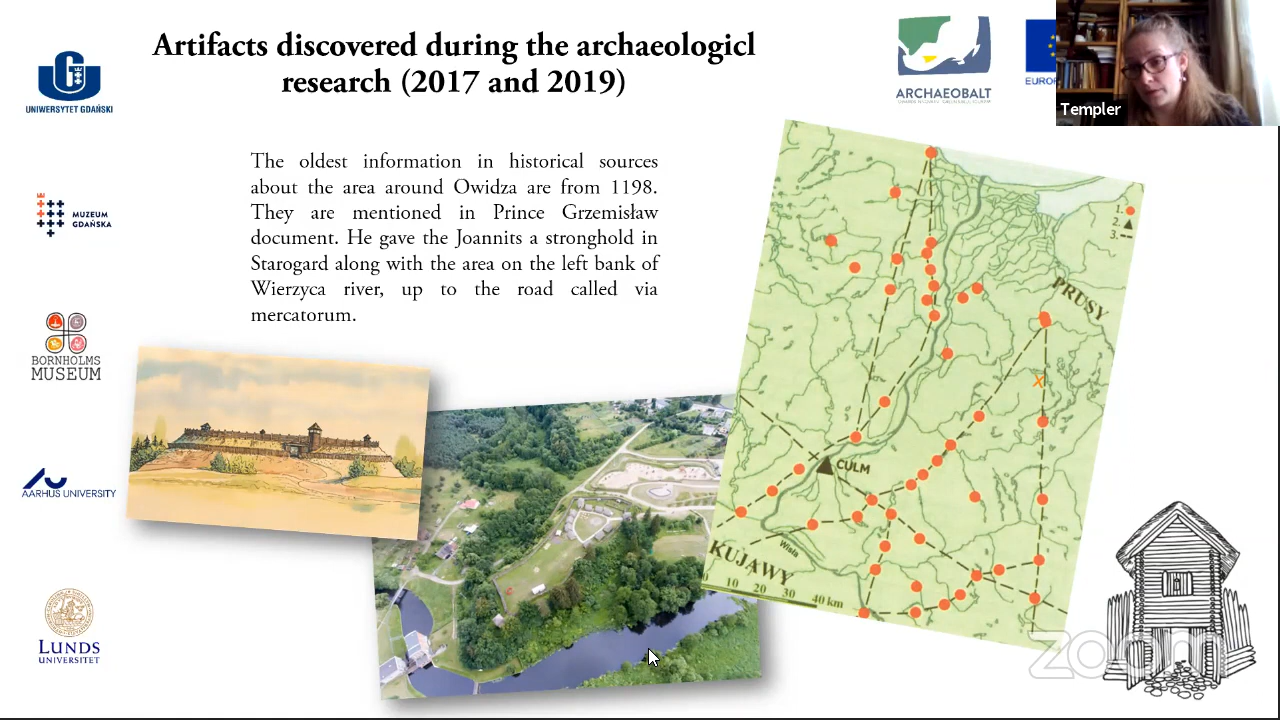 Artifacts discovered during the archaeologicl
research (2017 and 2019)
UNIWERSYTET GDAŃSKI
ARCHAEOBALT
EURO
Templer
The oldest information in historical sources
about the area around Owidza are from 1198.
They are mentioned in Prince Grzemisław
document. He gave the Joannits a stronghold in
Starogard along with the area on the left bank of
Wierzyca river, up to the road called via
mercatorum.
MUZEUM
GDAŃSKA
BORNHOLMS
MUSEUM
AARHUS UNIVERSITY
LUNDS
UNIVERSITET
1.
2.
3.
PRUSY
X
CULM
Wisła
KUJAWY
0 10 20 30 40 km
zoom